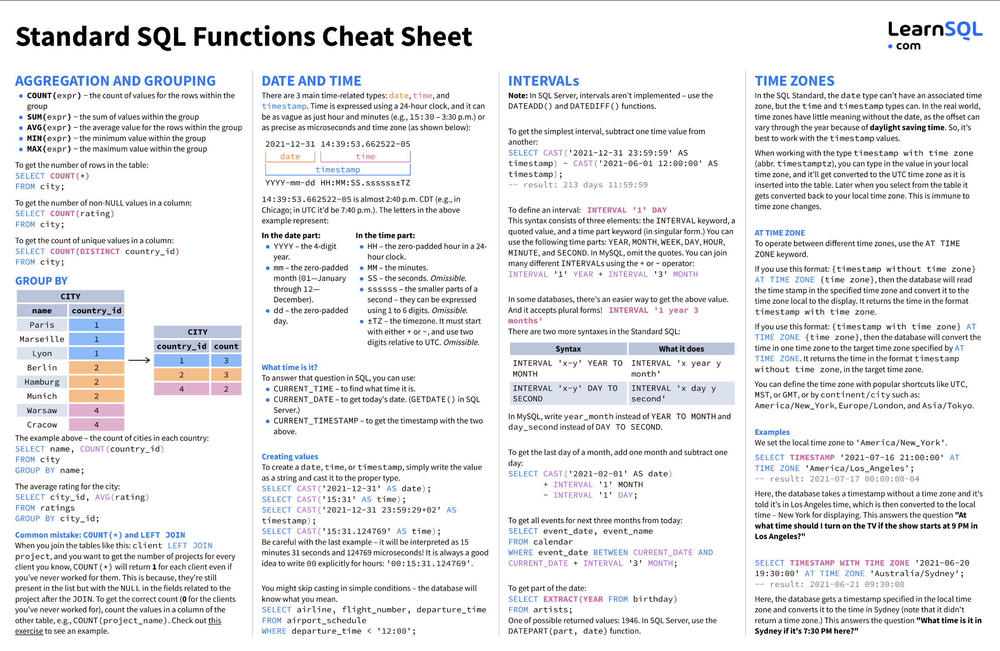 Standard SQL Functions Cheat Sheet
LearnSQL
• com
AGGREGATION AND GROUPING
• COUNT(expr) − the count of values for the rows within the
group
• SUM(expr) − the sum of values within the group
• AVG(expr) − the average value for the rows within the group
• MIN(expr) − the minimum value within the group
• MAX(expr) − the maximum value within the group
To get the number of rows in the table:
SELECT COUNT(*)
FROM city;
To get the number of non-NULL values in a column:
SELECT COUNT(rating)
FROM city;
To get the count of unique values in a column:
SELECT COUNT(DISTINCT country_id)
FROM city;
GROUP BY
CITY
name country_id
Paris 1
Marseille 1
Lyon 1
Berlin 2
Hamburg 2
Munich 2
Warsaw 4
Cracow 4
CITY
country_id count
1 3
2 3
4 2
The example above – the count of cities in each country:
SELECT name, COUNT(country_id)
FROM city
GROUP BY name;
The average rating for the city:
SELECT city_id, AVG(rating)
FROM ratings
GROUP BY city_id;
Common mistake: COUNT(*) and LEFT JOIN
When you join the tables like this: client LEFT JOIN
project, and you want to get the number of projects for every
client you know, COUNT(*) will return 1 for each client even if
you've never worked for them. This is because, they're still
present in the list but with the NULL in the fields related to the
project after the JOIN. To get the correct count (0 for the clients
you've never worked for), count the values in a column of the
other table, e.g., COUNT(project_name). Check out this
exercise to see an example.
DATE AND TIME
There are 3 main time-related types: date, time, and
timestamp. Time is expressed using a 24-hour clock, and it can
be as vague as just hour and minutes (e.g., 15:30 – 3:30 p.m.) or
as precise as microseconds and time zone (as shown below):
2021-12-31 14:39:53.662522-05
date time
timestamp
YYYY-mm-dd HH:MM:SS.ssssss±TZ
14:39:53.662522-05 is almost 2:40 p.m. CDT (e.g., in
Chicago; in UTC it'd be 7:40 p.m.). The letters in the above
example represent:
In the date part:
• YYYY – the 4-digit
year.
• mm – the zero-padded
month (01—January
through 12—
December).
• dd – the zero-padded
day.
In the time part:
• HH – the zero-padded hour in a 24-
hour clock.
• MM – the minutes.
• SS – the seconds. Omissible.
• ssssss – the smaller parts of a
second – they can be expressed
using 1 to 6 digits. Omissible.
• ±TZ – the timezone. It must start
with either + or −, and use two
digits relative to UTC. Omissible.
What time is it?
To answer that question in SQL, you can use:
• CURRENT_TIME – to find what time it is.
• CURRENT_DATE – to get today's date. (GETDATE() in SQL
Server.)
• CURRENT_TIMESTAMP – to get the timestamp with the two
above.
Creating values
To create a date, time, or timestamp, simply write the value
as a string and cast it to the proper type.
SELECT CAST('2021-12-31' AS date);
SELECT CAST('15:31' AS time);
SELECT CAST('2021-12-31 23:59:29+02' AS
timestamp);
SELECT CAST('15:31.124769' AS time);
Be careful with the last example – it will be interpreted as 15
minutes 31 seconds and 124769 microseconds! It is always a good
idea to write 00 explicitly for hours: '00:15:31.124769'.
You might skip casting in simple conditions – the database will
know what you mean.
SELECT airline, flight_number, departure_time
FROM airport_schedule
WHERE departure_time < '12:00';
INTERVALs
Note: In SQL Server, intervals aren't implemented – use the
DATEADD() and DATEDIFF() functions.
To get the simplest interval, subtract one time value from
another:
SELECT CAST('2021-12-31 23:59:59' AS
timestamp) - CAST('2021-06-01 12:00:00' AS
timestamp);
-- result: 213 days 11:59:59
To define an interval: INTERVAL '1' DAY
This syntax consists of three elements: the INTERVAL keyword, a
quoted value, and a time part keyword (in singular form.) You can
use the following time parts: YEAR, MONTH, WEEK, DAY, HOUR,
MINUTE, and SECOND. In MySQL, omit the quotes. You can join
many different INTERVALs using the + or − operator:
INTERVAL '1' YEAR + INTERVAL '3' MONTH
In some databases, there's an easier way to get the above value.
And it accepts plural forms! INTERVAL '1 year 3
months'
There are two more syntaxes in the Standard SQL:
Syntax What it does
INTERVAL 'x-y' YEAR TO
MONTH
INTERVAL 'x year y
month'
INTERVAL 'x-y' DAY TO
SECOND
INTERVAL 'x day y
second'
In MySQL, write year_month instead of YEAR TO MONTH and
day_second instead of DAY TO SECOND.
To get the last day of a month, add one month and subtract one
day:
SELECT CAST('2021-02-01' AS date)
+ INTERVAL '1' MONTH
- INTERVAL '1' DAY;
To get all events for next three months from today:
SELECT event_date, event_name
FROM calendar
WHERE event_date BETWEEN CURRENT_DATE AND
CURRENT_DATE + INTERVAL '3' MONTH;
To get part of the date:
SELECT EXTRACT(YEAR FROM birthday)
FROM artists;
One of possible returned values: 1946. In SQL Server, use the
DATEPART(part, date) function.
TIME ZONES
In the SQL Standard, the date type can't have an associated time
zone, but the time and timestamp types can. In the real world,
time zones have little meaning without the date, as the offset can
vary through the year because of daylight saving time. So, it's
best to work with the timestamp values.
When working with the type timestamp with time zone
(abbr. timestamptz), you can type in the value in your local
time zone, and it'll get converted to the UTC time zone as it is
inserted into the table. Later when you select from the table it
gets converted back to your local time zone. This is immune to
time zone changes.
AT TIME ZONE
To operate between different time zones, use the AT TIME
ZONE keyword.
If you use this format: {timestamp without time zone}
AT TIME ZONE {time zone}, then the database will read
the time stamp in the specified time zone and convert it to the
time zone local to the display. It returns the time in the format
timestamp with time zone.
If you use this format: {timestamp with time zone} AT
TIME ZONE {time zone}, then the database will convert the
time in one time zone to the target time zone specified by AT
TIME ZONE. It returns the time in the format timestamp
without time zone, in the target time zone.
You can define the time zone with popular shortcuts like UTC,
MST, or GMT, or by continent/city such as:
America/New_York, Europe/London, and Asia/Tokyo.
Examples
We set the local time zone to 'America/New_York'.
SELECT TIMESTAMP '2021-07-16 21:00:00' AT
TIME ZONE 'America/Los_Angeles';
-- result: 2021-07-17 00:00:00-04
Here, the database takes a timestamp without a time zone and it's
told it's in Los Angeles time, which is then converted to the local
time – New York for displaying. This answers the question "At
what time should I turn on the TV if the show starts at 9 PM in
Los Angeles?"
SELECT TIMESTAMP WITH TIME ZONE '2021-06-20
19:30:00' AT TIME ZONE 'Australia/Sydney';
-- result: 2021-06-21 09:30:00
Here, the database gets a timestamp specified in the local time
zone and converts it to the time in Sydney (note that it didn't
return a time zone.) This answers the question "What time is it in
Sydney if it's 7:30 PM here?"